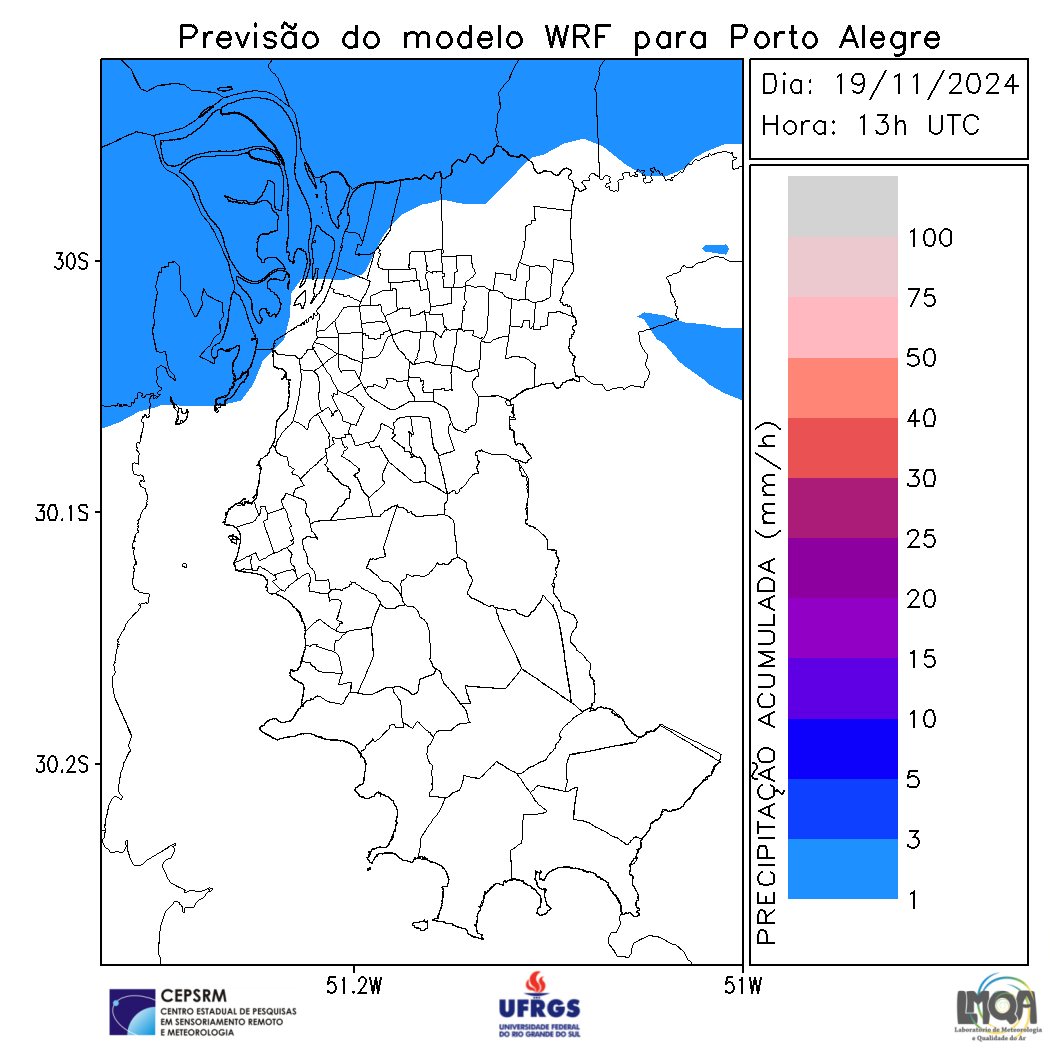 Previsão do modelo WRF para Porto Alegre
Dia: 19/11/2024
Hora: 13h UTC
30S
30.1S
30.2S
51.2W
51W
PRECIPITAÇÃO ACUMULADA (mm/h)
100
75
50
40
30
25
20
15
10
5
3
1
CEPSRM
CENTRO ESTADUAL DE PESQUISAS
EM SENSORIAMENTO REMOTO
E METEOROLOGIA
UFRGS
UNIVERSIDADE FEDERAL
DO RIO GRANDE DO SUL
LMQA
Laboratório de Meteorologia
e Qualidade do Ar